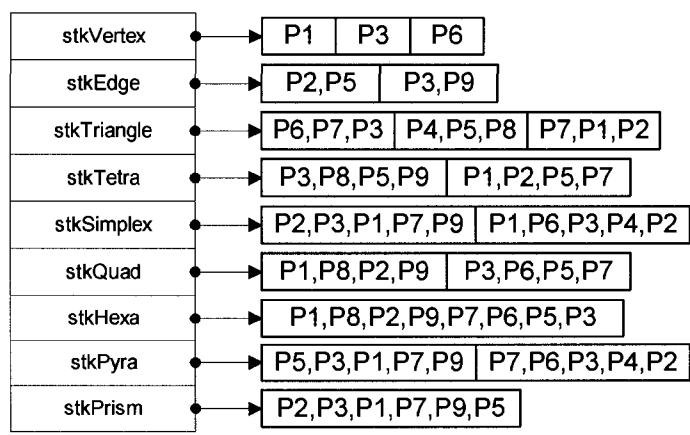 stkVertex P1 P3 P6
stkEdge P2,P5 P3,P9
stkTriangle P6,P7,P3 P4,P5,P8 P7,P1,P2
stkTetra P3,P8,P5,P9 P1,P2,P5,P7
stkSimplex P2,P3,P1,P7,P9 P1,P6,P3,P4,P2
stkQuad P1,P8,P2,P9 P3,P6,P5,P7
stkHexa P1,P8,P2,P9,P7,P6,P5,P3
stkPyra P5,P3,P1,P7,P9 P7,P6,P3,P4,P2
stkPrism P2,P3,P1,P7,P9,P5